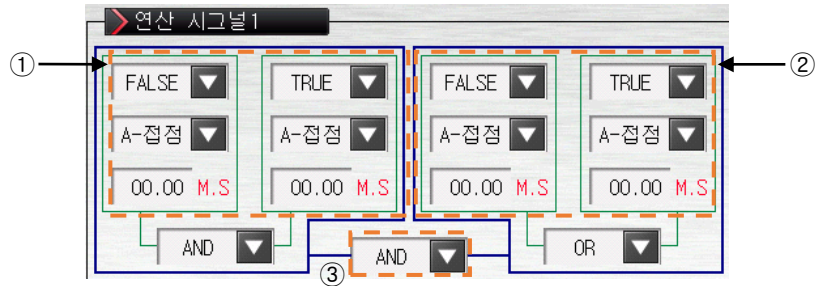 연산 시그널1
① ②
FALSE TRUE FALSE TRUE
A-접점 A-접점 A-접점 A-접점
00.00 M.S 00.00 M.S 00.00 M.S 00.00 M.S
AND AND OR
③